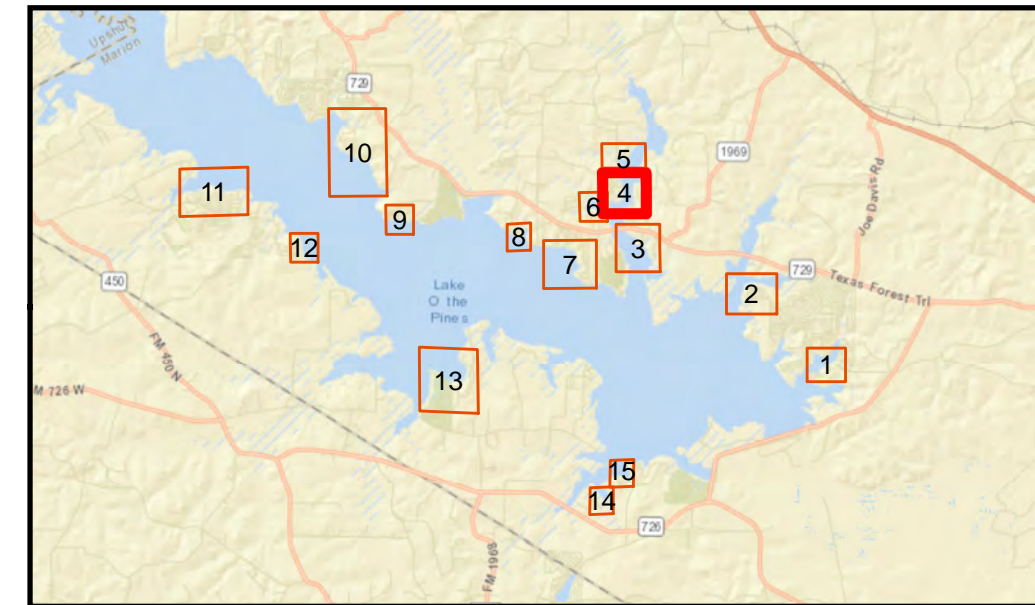 Upshur
Marion
729
10
5
1969
4
11
6
9
8
12
3
7
Joe Davis Rd
450
Lake
O the
Pines
2
729
Texas Forest Trl
FM 450 N
1
13
M 726 W
15
14
726
FM 1968